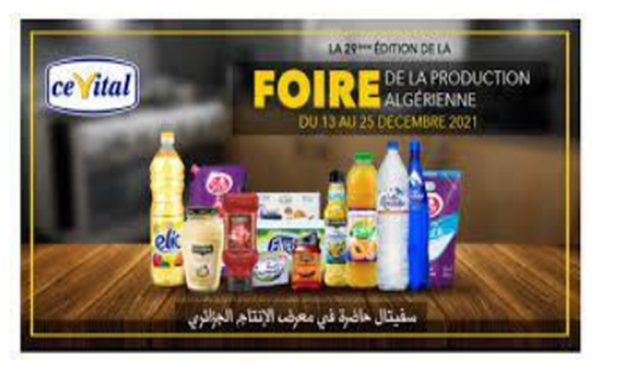 ceVital
LA 29ème ÉDITION DE LA
FOIRE DE LA PRODUCTION
ALGÉRIENNE
DU 13 AU 25 DECEMBRE 2021
elio
سفيتال حاضرة في معرض الإنتاج الجزائري